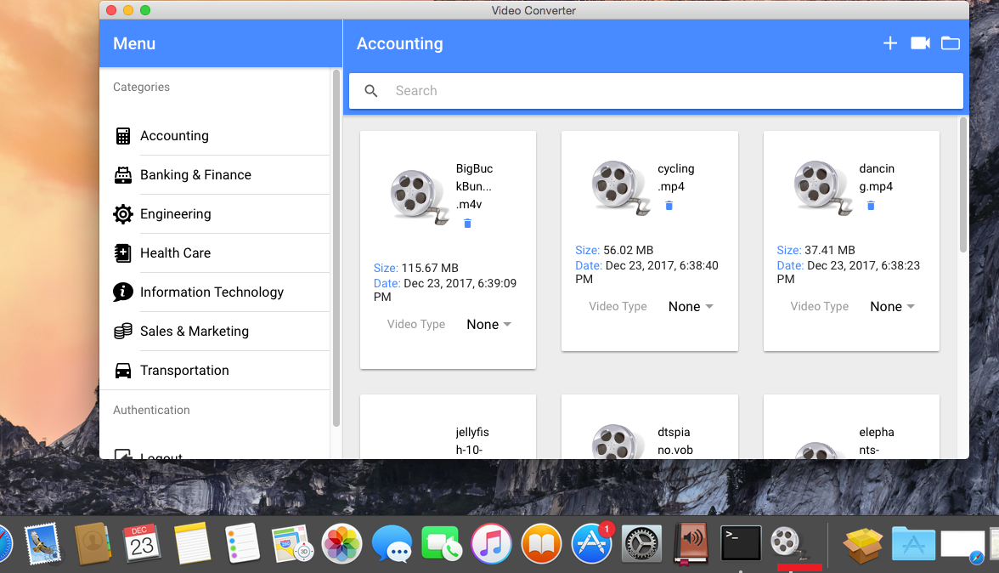 Video Converter
Menu
Accounting
Categories
Search
Accounting
Banking & Finance
Engineering
Health Care
Information Technology
Sales & Marketing
Transportation
Authentication
Logout
BigBuc
kBun...
.m4v
Size: 115.67 MB
Date: Dec 23, 2017, 6:39:09
PM
Video Type None
cycling
.mp4
Size: 56.02 MB
Date: Dec 23, 2017, 6:38:40
PM
Video Type None
dancin
g.mp4
Size: 37.41 MB
Date: Dec 23, 2017, 6:38:23
PM
Video Type None
jellyfis
h-10-
dtspia
no.vob
elepha
nts-
DEC
23
280
3D
1
>_